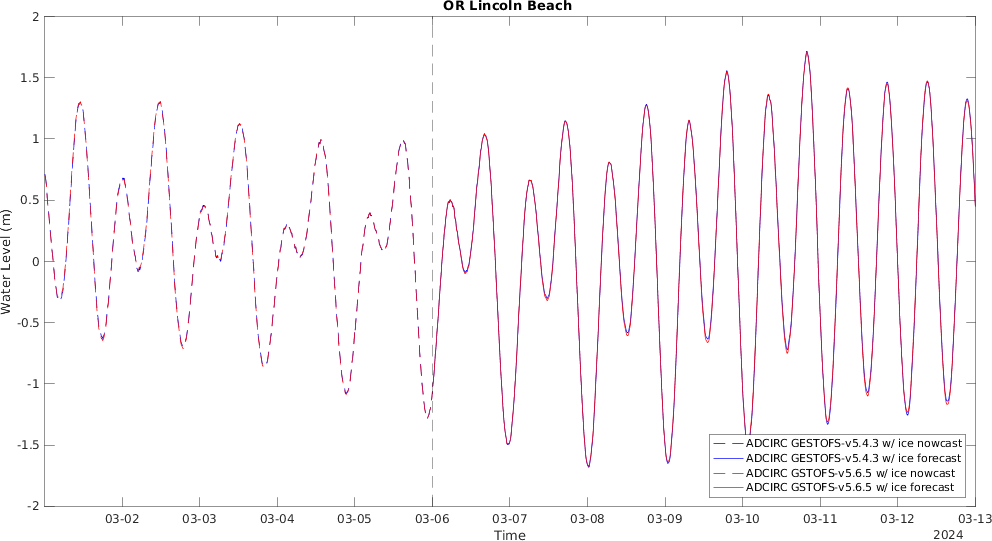 OR Lincoln Beach
2
1.5
1
0.5
0
-0.5
-1
-1.5
-2
Water Level (m)
03-02 03-03 03-04 03-05 03-06 03-07 03-08 03-09 03-10 03-11 03-12 03-13
Time
2024
ADCIRC GESTOFS-v5.4.3 w/ ice nowcast
ADCIRC GESTOFS-v5.4.3 w/ ice forecast
ADCIRC GSTOFS-v5.6.5 w/ ice nowcast
ADCIRC GSTOFS-v5.6.5 w/ ice forecast